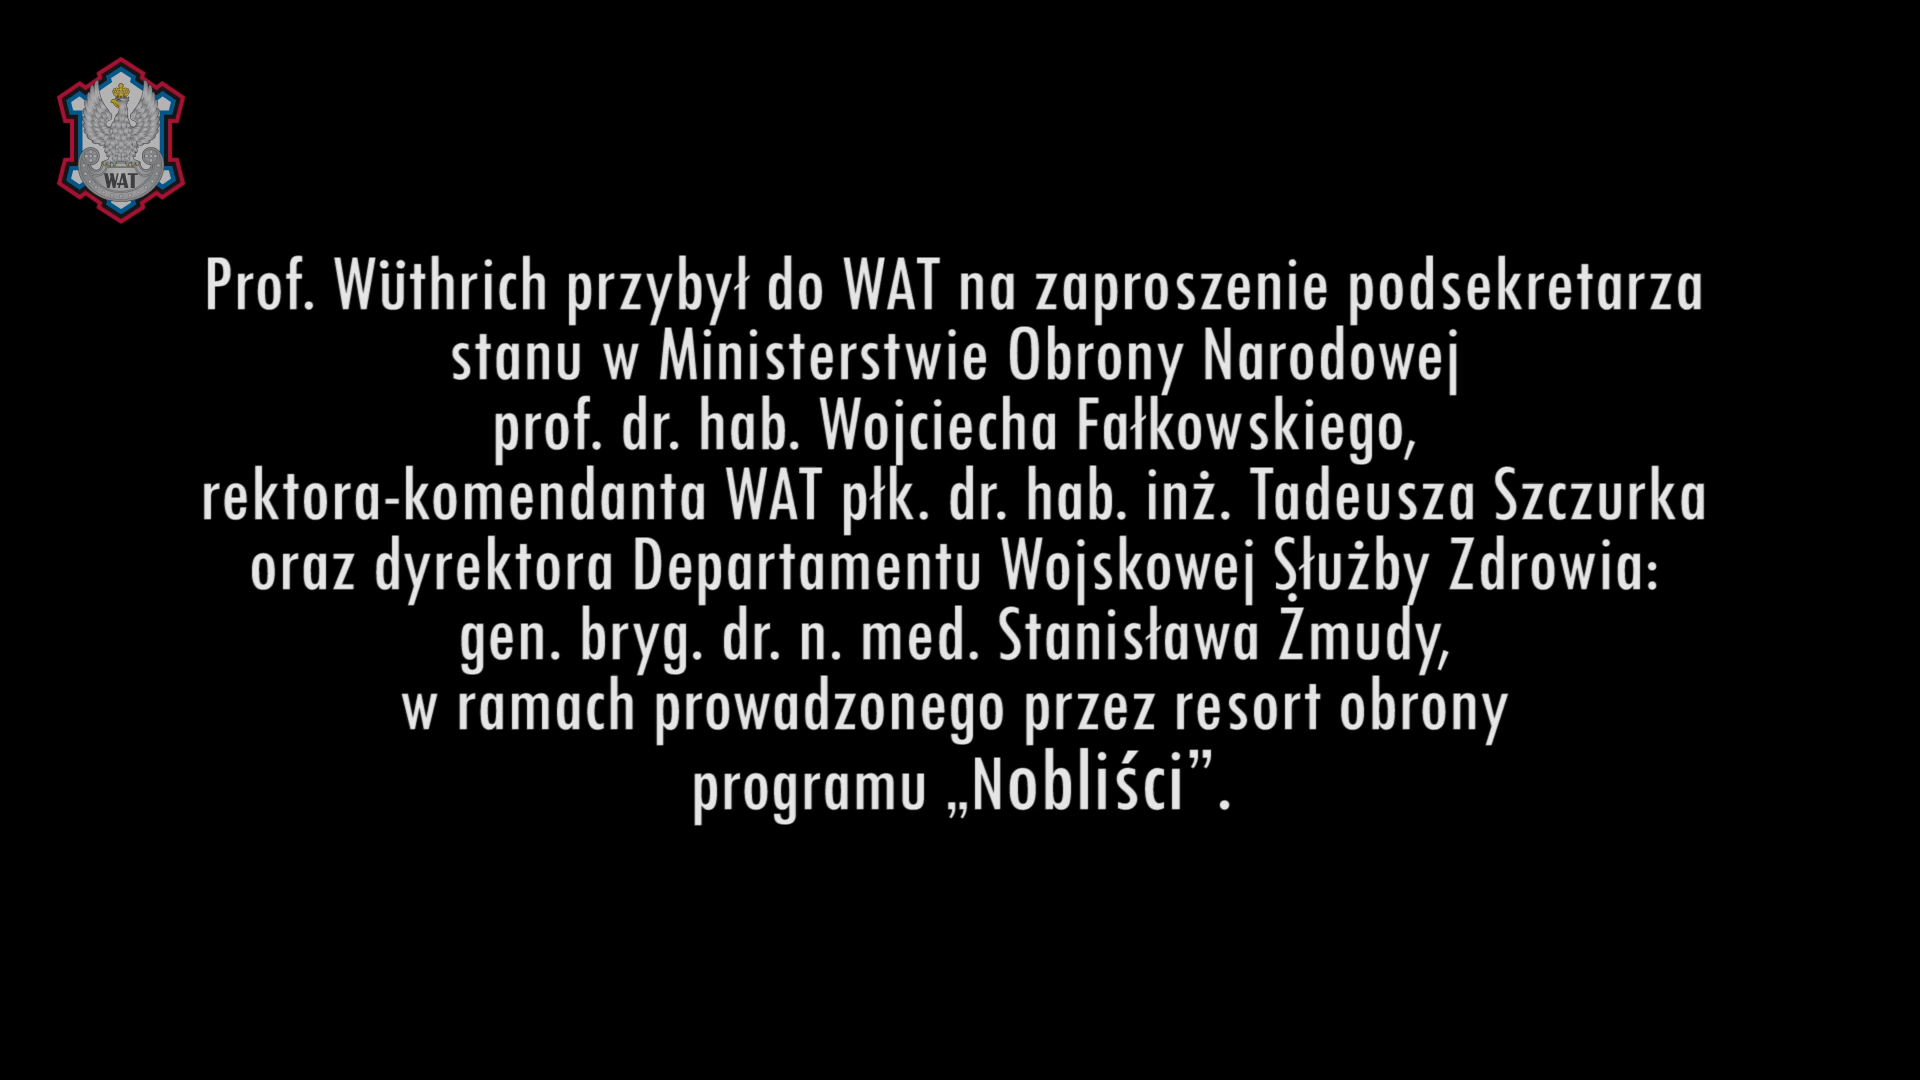 WAT
Prof. Wüthrich przybył do WAT na zaproszenie podsekretarza
stanu w Ministerstwie Obrony Narodowej
prof. dr. hab. Wojciecha Fałkowskiego,
rektora-komendanta WAT płk. dr. hab. inż. Tadeusza Szczurka
oraz dyrektora Departamentu Wojskowej Służby Zdrowia:
gen. bryg. dr. n. med. Stanisława Żmudy,
w ramach prowadzonego przez resort obrony
programu „Nobliści”.